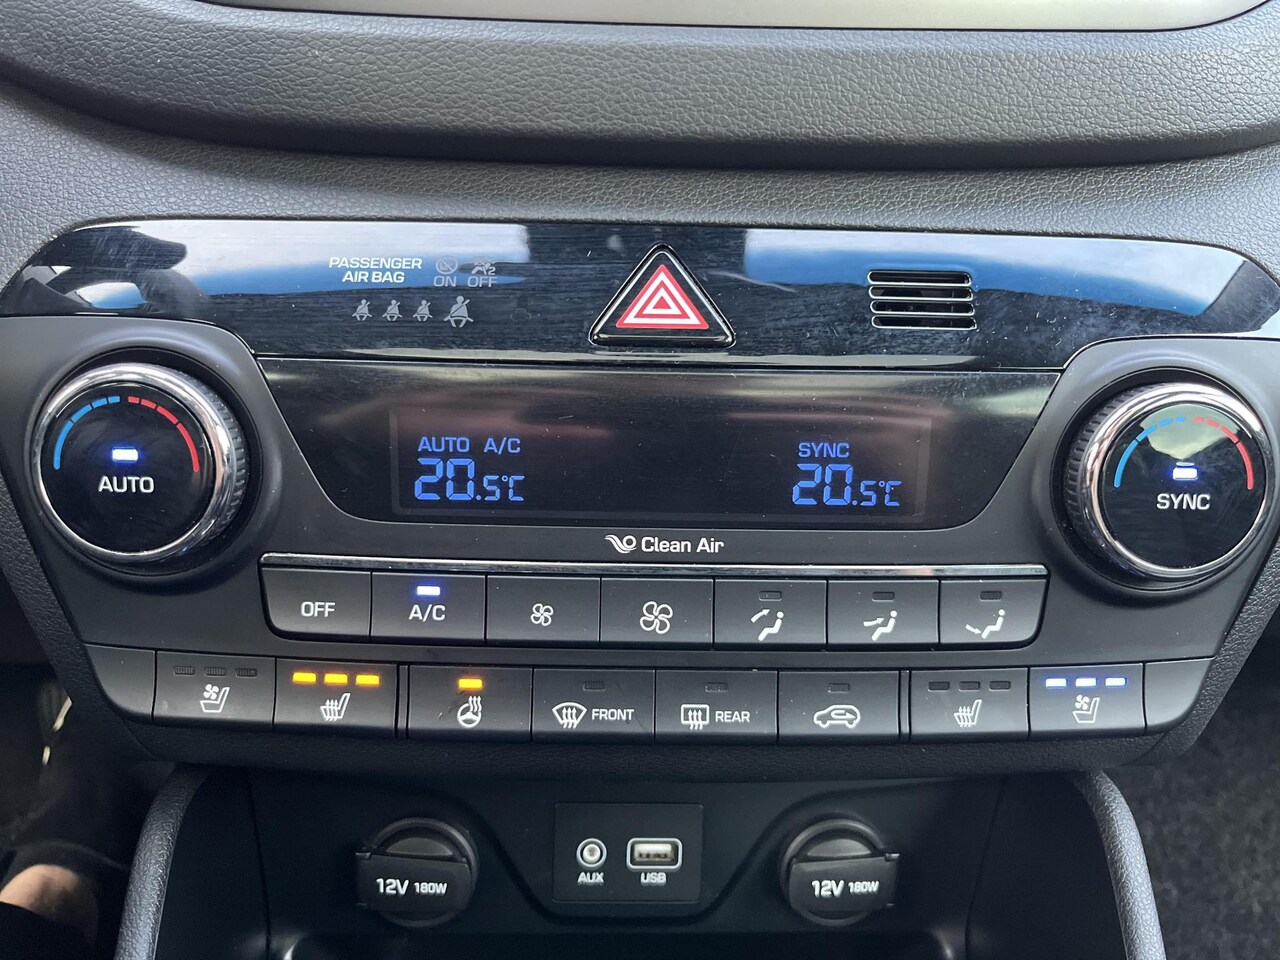 PASSENGER
AIR BAG
ON OFF
2
AUTO A/C
20.5°C
SYNC
20.5°C
AUTO
SYNC
Clean Air
OFF
A/C
FRONT
REAR
AUX
USB
12V 180W
12V 180W